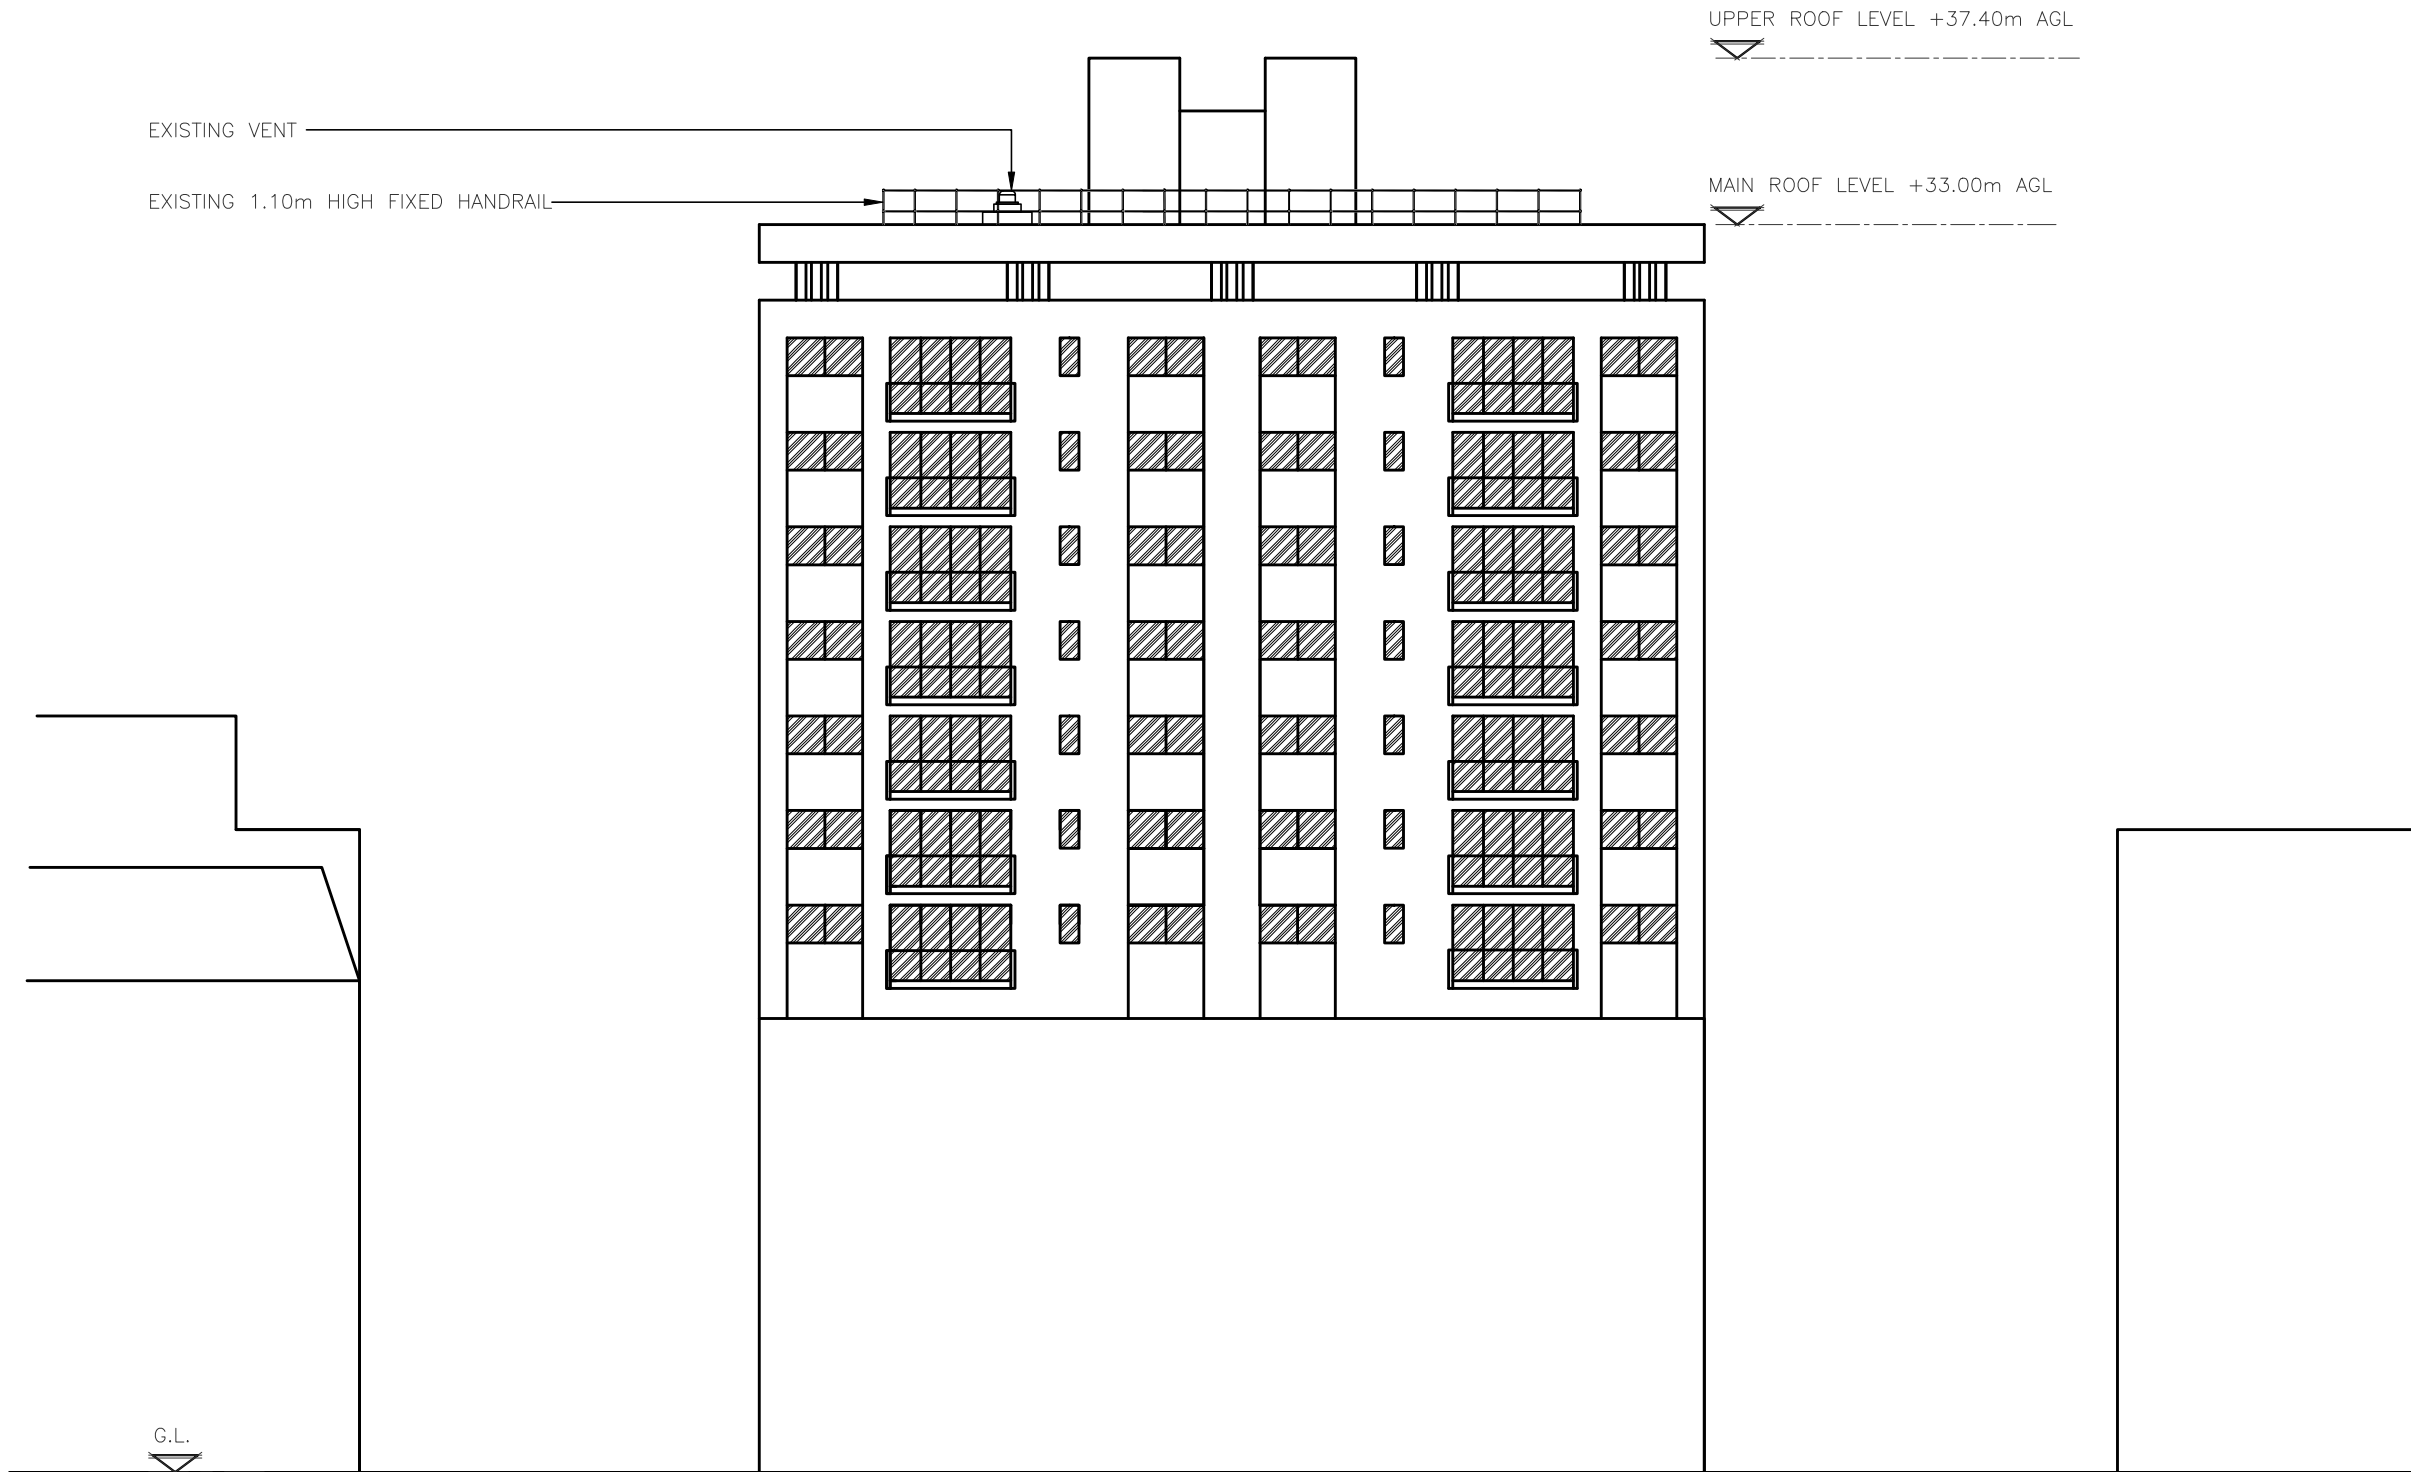 UPPER ROOF LEVEL +37.40m AGL
EXISTING VENT
MAIN ROOF LEVEL +33.00m AGL
EXISTING 1.10m HIGH FIXED HANDRAIL
G.L.